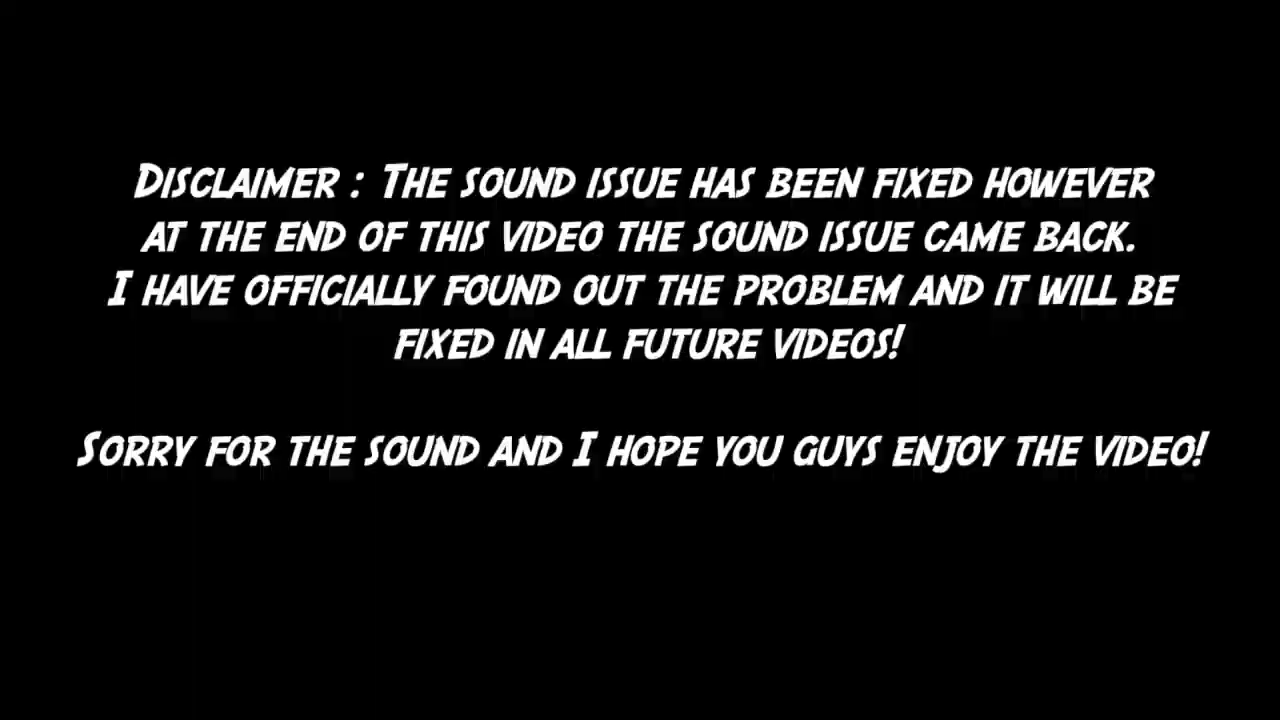 Disclaimer : The sound issue has been fixed however
at the end of this video the sound issue came back.
I have officially found out the problem and it will be
fixed in all future videos!
Sorry for the sound and I hope you guys enjoy the video!